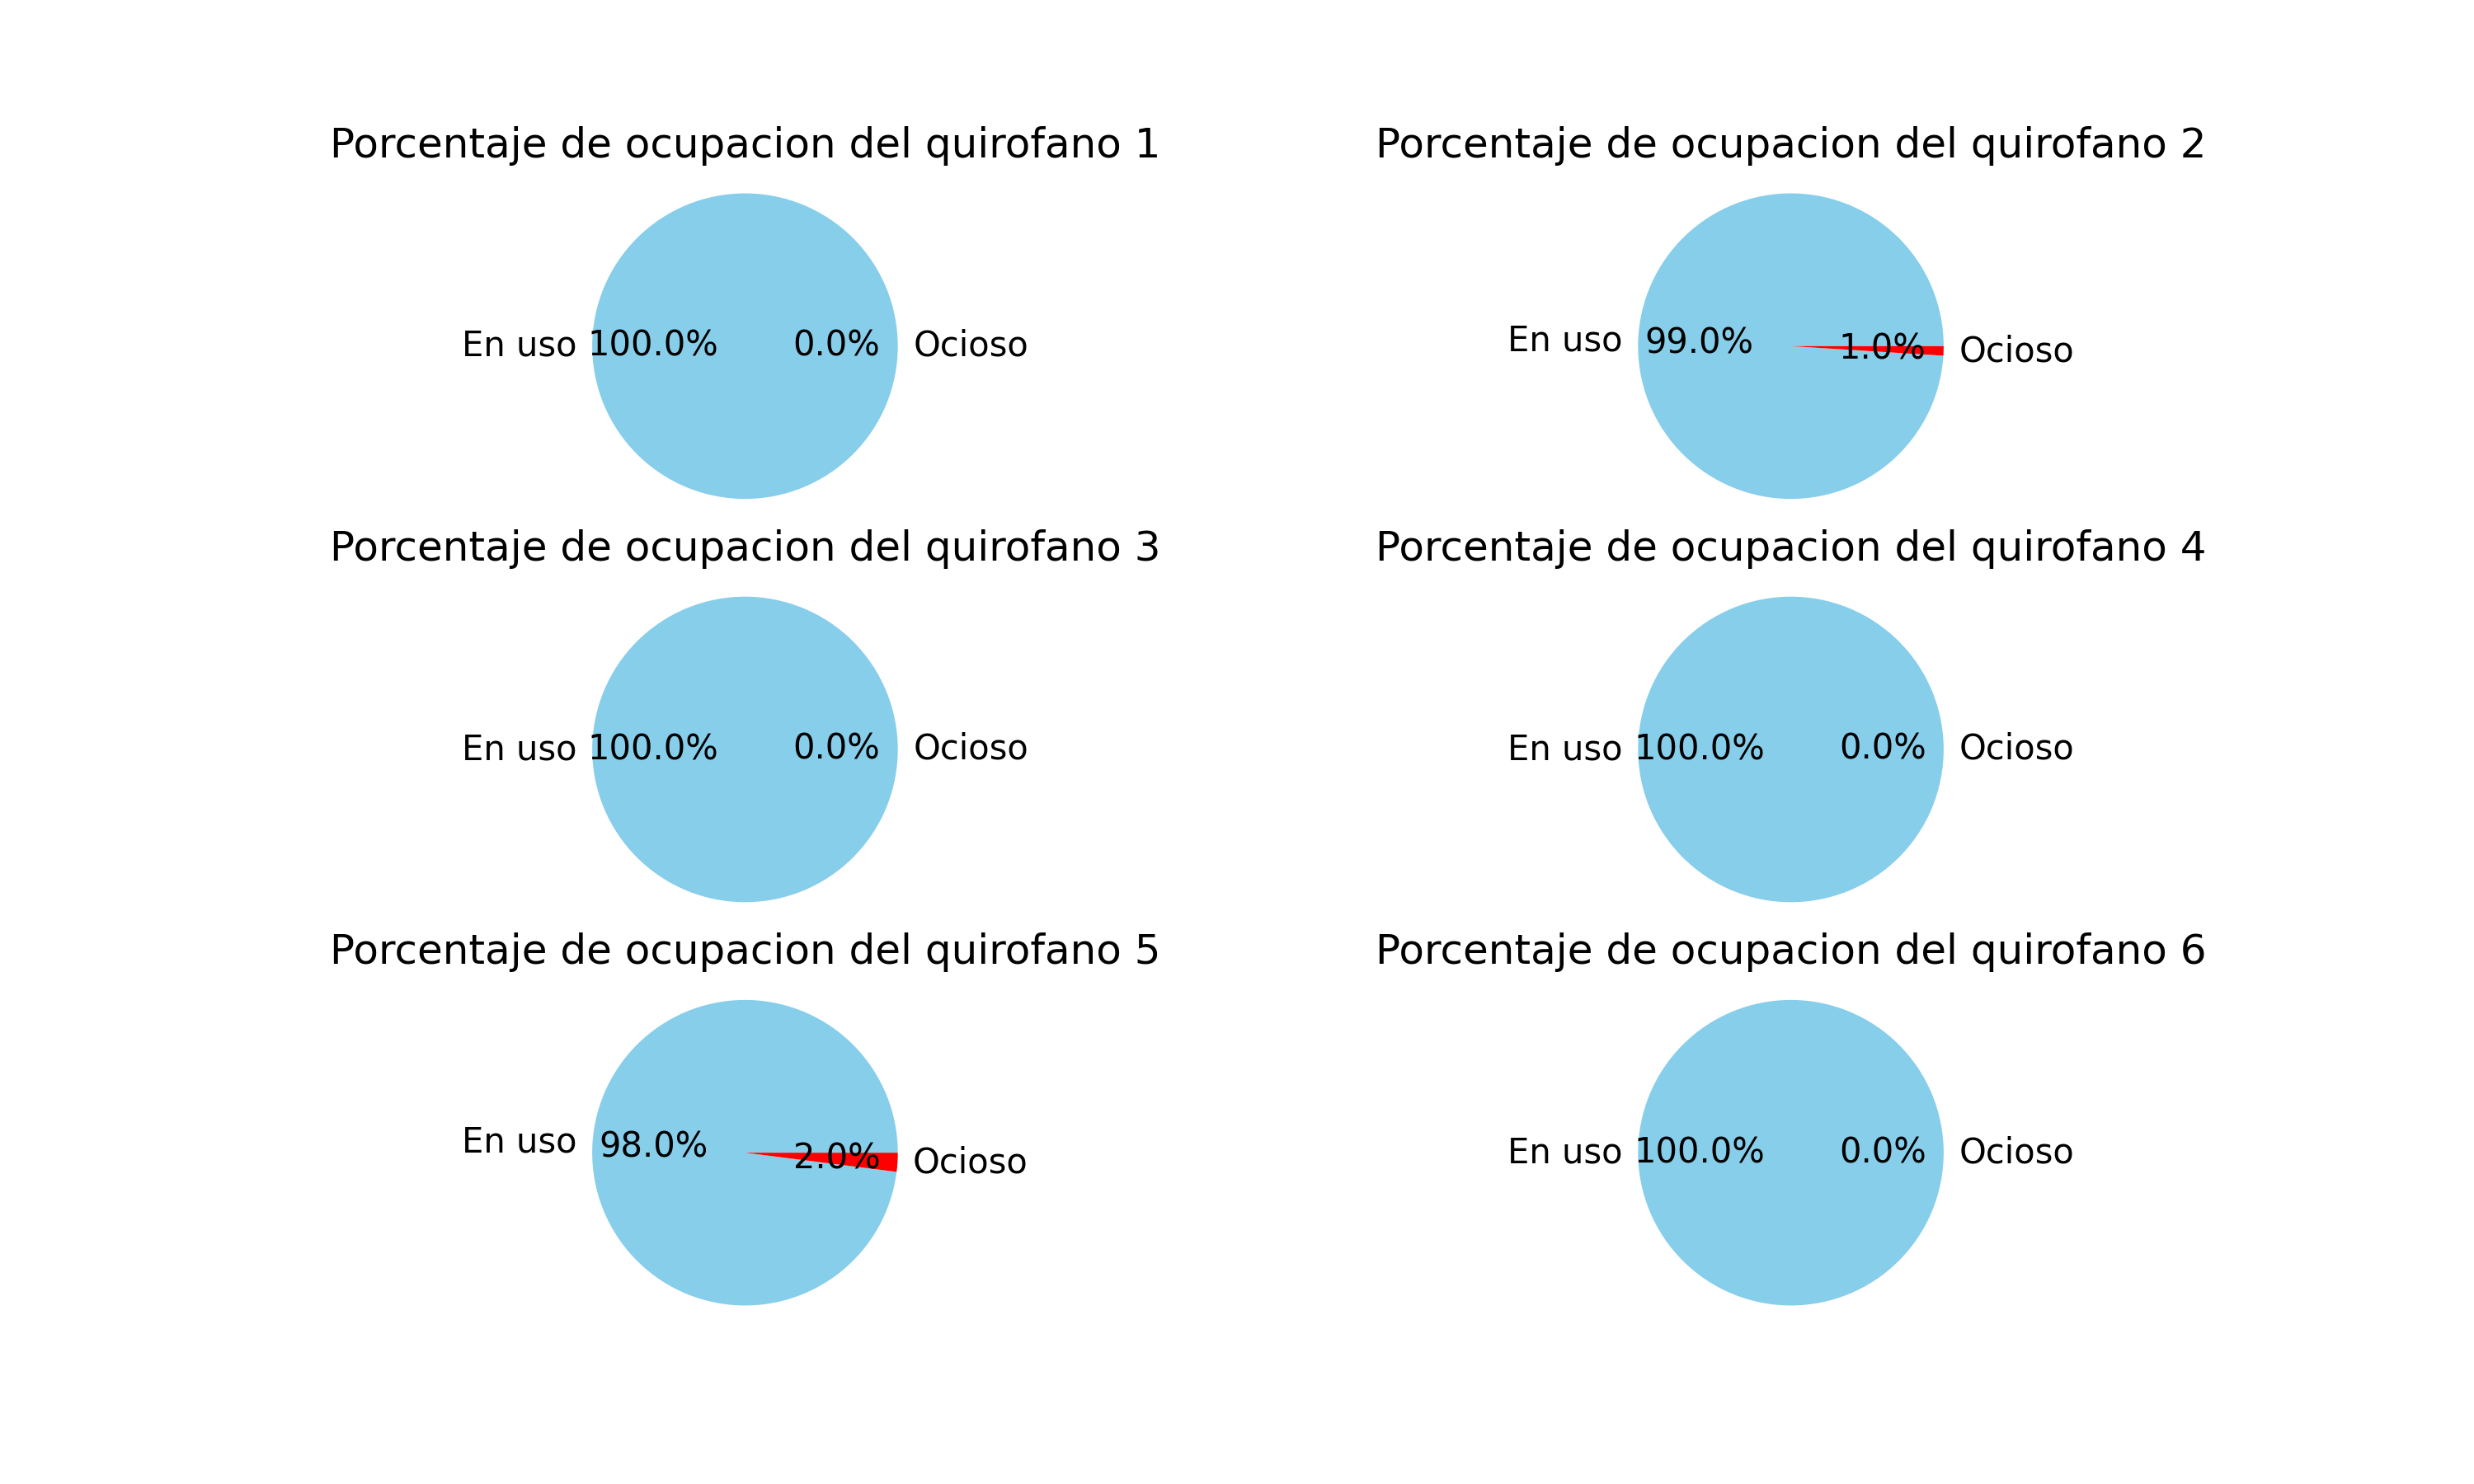 Porcentaje de ocupacion del quirofano 1
En uso 100.0% 0.0% Ocioso
Porcentaje de ocupacion del quirofano 2
En uso 99.0% 1.0% Ocioso
Porcentaje de ocupacion del quirofano 3
En uso 100.0% 0.0% Ocioso
Porcentaje de ocupacion del quirofano 4
En uso 100.0% 0.0% Ocioso
Porcentaje de ocupacion del quirofano 5
En uso 98.0% 2.0% Ocioso
Porcentaje de ocupacion del quirofano 6
En uso 100.0% 0.0% Ocioso